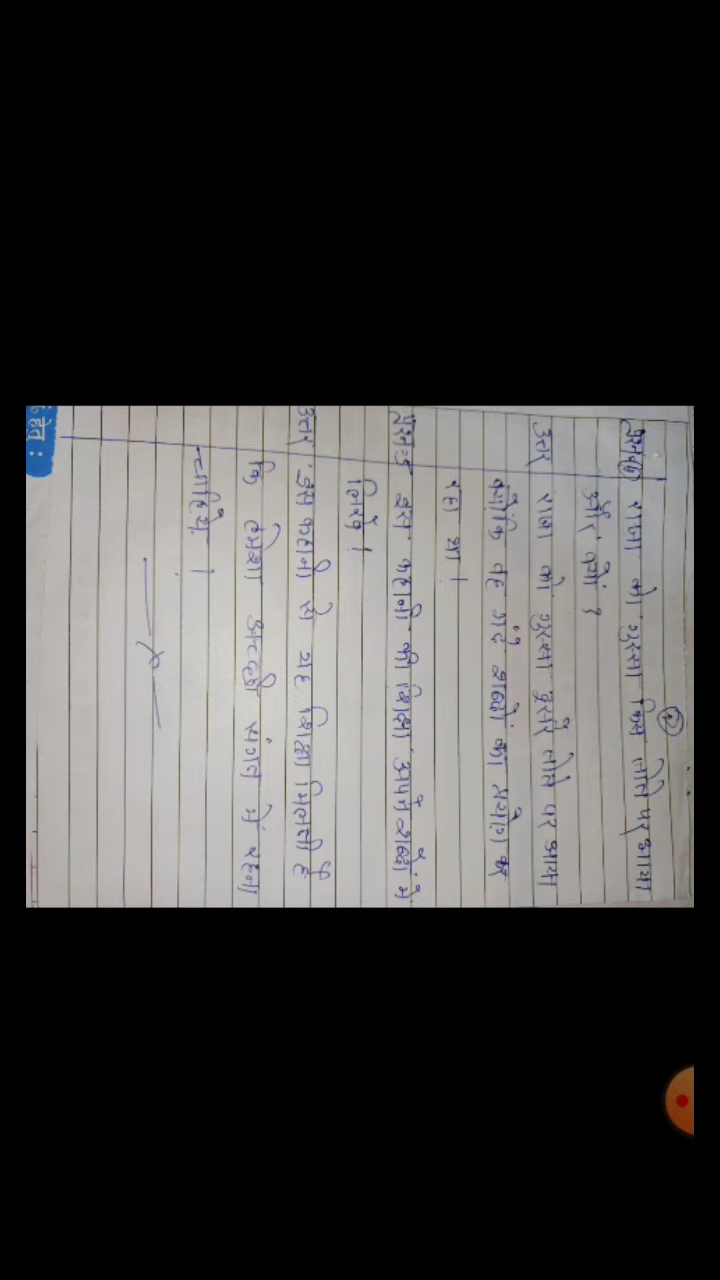 २
प्रश्न(4) राजा को गुस्सा किस तोते पर आया
और क्यों ?
उत्तर राजा को गुस्सा दूसरे तोते पर आया
क्योंकि वह गंदे शब्दों का प्रयोग कर
रहा था ।
प्रश्न=5 इस कहानी की शिक्षा अपने शब्दों में
लिखें ।
उत्तर इस कहानी से यह शिक्षा मिलती है
कि हमेशा अच्छी संगत में रहना
चाहिये ।
हेतु :